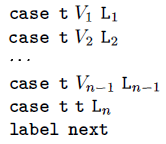 case t V₁ L₁
case t V₂ L₂
...
case t Vₙ₋₁ Lₙ₋₁
case t t Lₙ
label next